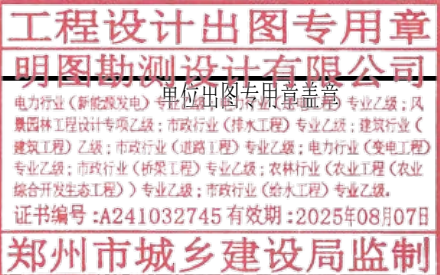 工程设计出图专用章
明图勘测设计有限公司
单位出图专用章盖章
电力行业（新能源发电）专业乙级；专业乙级；风
景园林工程设计专项乙级；市政行业（排水工程）专业乙级；建筑行业（
建筑工程）乙级；市政行业（道路工程）专业乙级；电力行业（变电工程）
专业乙级；市政行业（桥梁工程）专业乙级；农林行业（农业工程（农业
综合开发生态工程））专业乙级；市政行业（给水工程）专业乙级。
证书编号:A241032745 有效期:2025年08月07日
郑州市城乡建设局监制